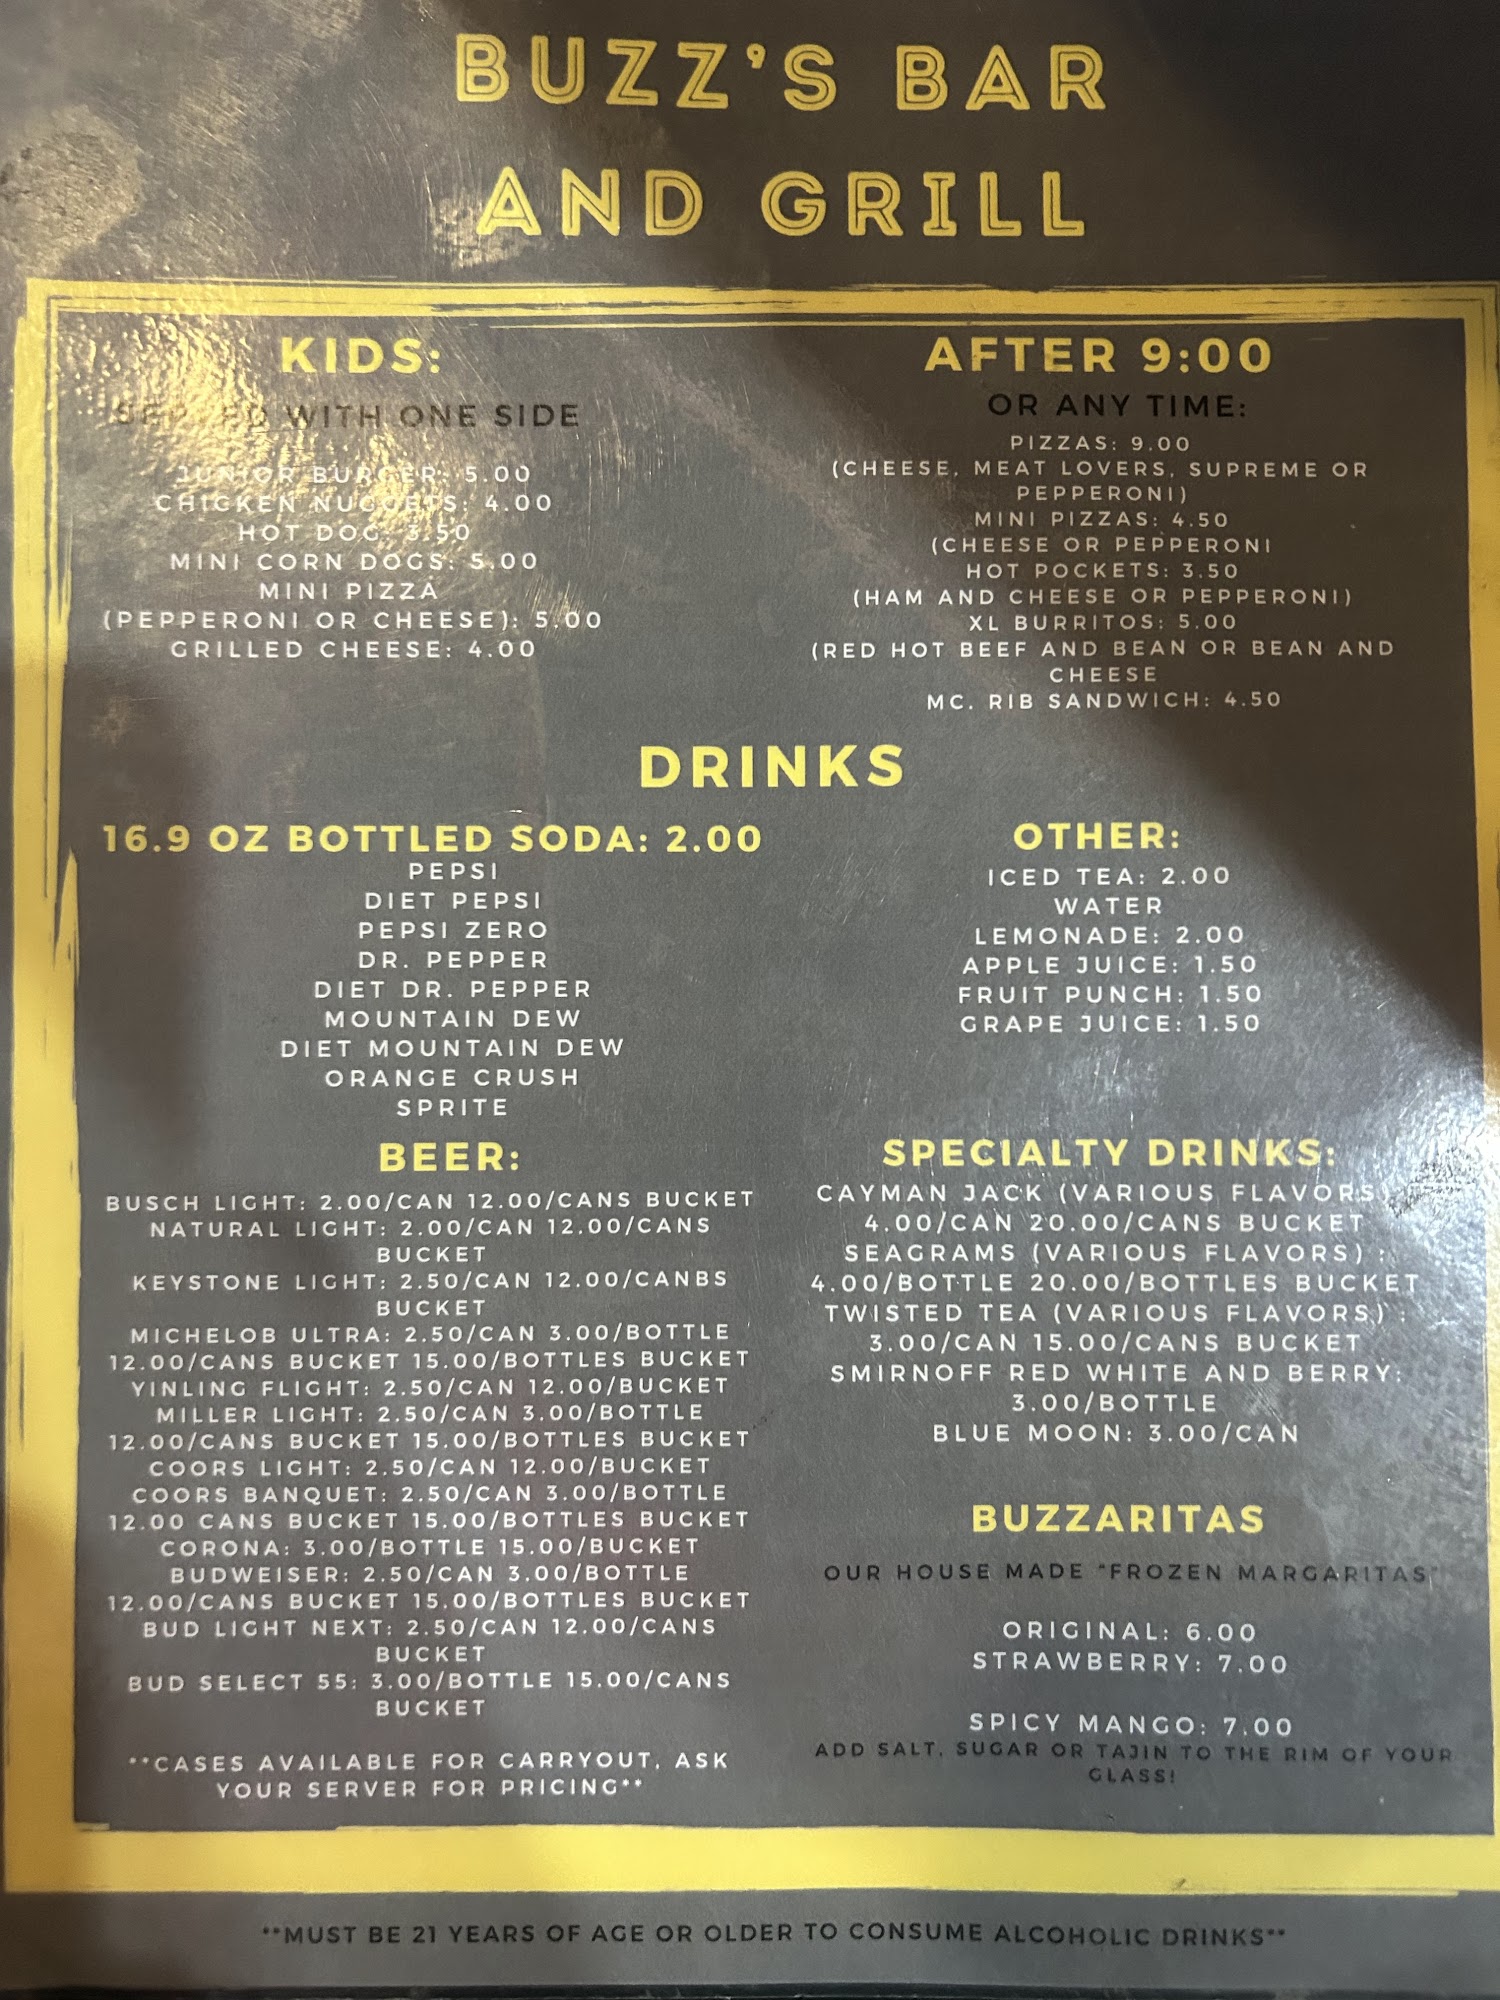 BUZZ'S BAR
AND GRILL
KIDS:
SERVED WITH ONE SIDE
JUNIOR BURGER: 5.00
CHICKEN NUGGETS: 4.00
HOT DOG: 3.50
MINI CORN DOGS: 5.00
MINI PIZZA
(PEPPERONI OR CHEESE): 5.00
GRILLED CHEESE: 4.00
AFTER 9:00
OR ANY TIME:
PIZZAS: 9.00
(CHEESE, MEAT LOVERS, SUPREME OR
PEPPERONI)
MINI PIZZAS: 4.50
(CHEESE OR PEPPERONI
HOT POCKETS: 3.50
(HAM AND CHEESE OR PEPPERONI)
XL BURRITOS: 5.00
(RED HOT BEEF AND BEAN OR BEAN AND
CHEESE
MC. RIB SANDWICH: 4.50
DRINKS
16.9 OZ BOTTLED SODA: 2.00
PEPSI
DIET PEPSI
PEPSI ZERO
DR. PEPPER
DIET DR. PEPPER
MOUNTAIN DEW
DIET MOUNTAIN DEW
ORANGE CRUSH
SPRITE
OTHER:
ICED TEA: 2.00
WATER
LEMONADE: 2.00
APPLE JUICE: 1.50
FRUIT PUNCH: 1.50
GRAPE JUICE: 1.50
BEER:
BUSCH LIGHT: 2.00/CAN 12.00/CANS BUCKET
NATURAL LIGHT: 2.00/CAN 12.00/CANS
BUCKET
KEYSTONE LIGHT: 2.50/CAN 12.00/CANBS
BUCKET
MICHELOB ULTRA: 2.50/CAN 3.00/BOTTLE
12.00/CANS BUCKET 15.00/BOTTLES BUCKET
YINLING FLIGHT: 2.50/CAN 12.00/BUCKET
MILLER LIGHT: 2.50/CAN 3.00/BOTTLE
12.00/CANS BUCKET 15.00/BOTTLES BUCKET
COORS LIGHT: 2.50/CAN 12.00/BUCKET
COORS BANQUET: 2.50/CAN 3.00/BOTTLE
12.00 CANS BUCKET 15.00/BOTTLES BUCKET
CORONA: 3.00/BOTTLE 15.00/BUCKET
BUDWEISER: 2.50/CAN 3.00/BOTTLE
12.00/CANS BUCKET 15.00/BOTTLES BUCKET
BUD LIGHT NEXT: 2.50/CAN 12.00/CANS
BUCKET
BUD SELECT 55: 3.00/BOTTLE 15.00/CANS
BUCKET
**CASES AVAILABLE FOR CARRYOUT, ASK
YOUR SERVER FOR PRICING**
SPECIALTY DRINKS:
CAYMAN JACK (VARIOUS FLAVORS)
4.00/CAN 20.00/CANS BUCKET
SEAGRAMS (VARIOUS FLAVORS) :
4.00/BOTTLE 20.00/BOTTLES BUCKET
TWISTED TEA (VARIOUS FLAVORS) :
3.00/CAN 15.00/CANS BUCKET
SMIRNOFF RED WHITE AND BERRY:
3.00/BOTTLE
BLUE MOON: 3.00/CAN
BUZZARITAS
OUR HOUSE MADE "FROZEN MARGARITAS"
ORIGINAL: 6.00
STRAWBERRY: 7.00
SPICY MANGO: 7.00
ADD SALT, SUGAR OR TAJIN TO THE RIM OF YOUR
GLASS!
**MUST BE 21 YEARS OF AGE OR OLDER TO CONSUME ALCOHOLIC DRINKS**